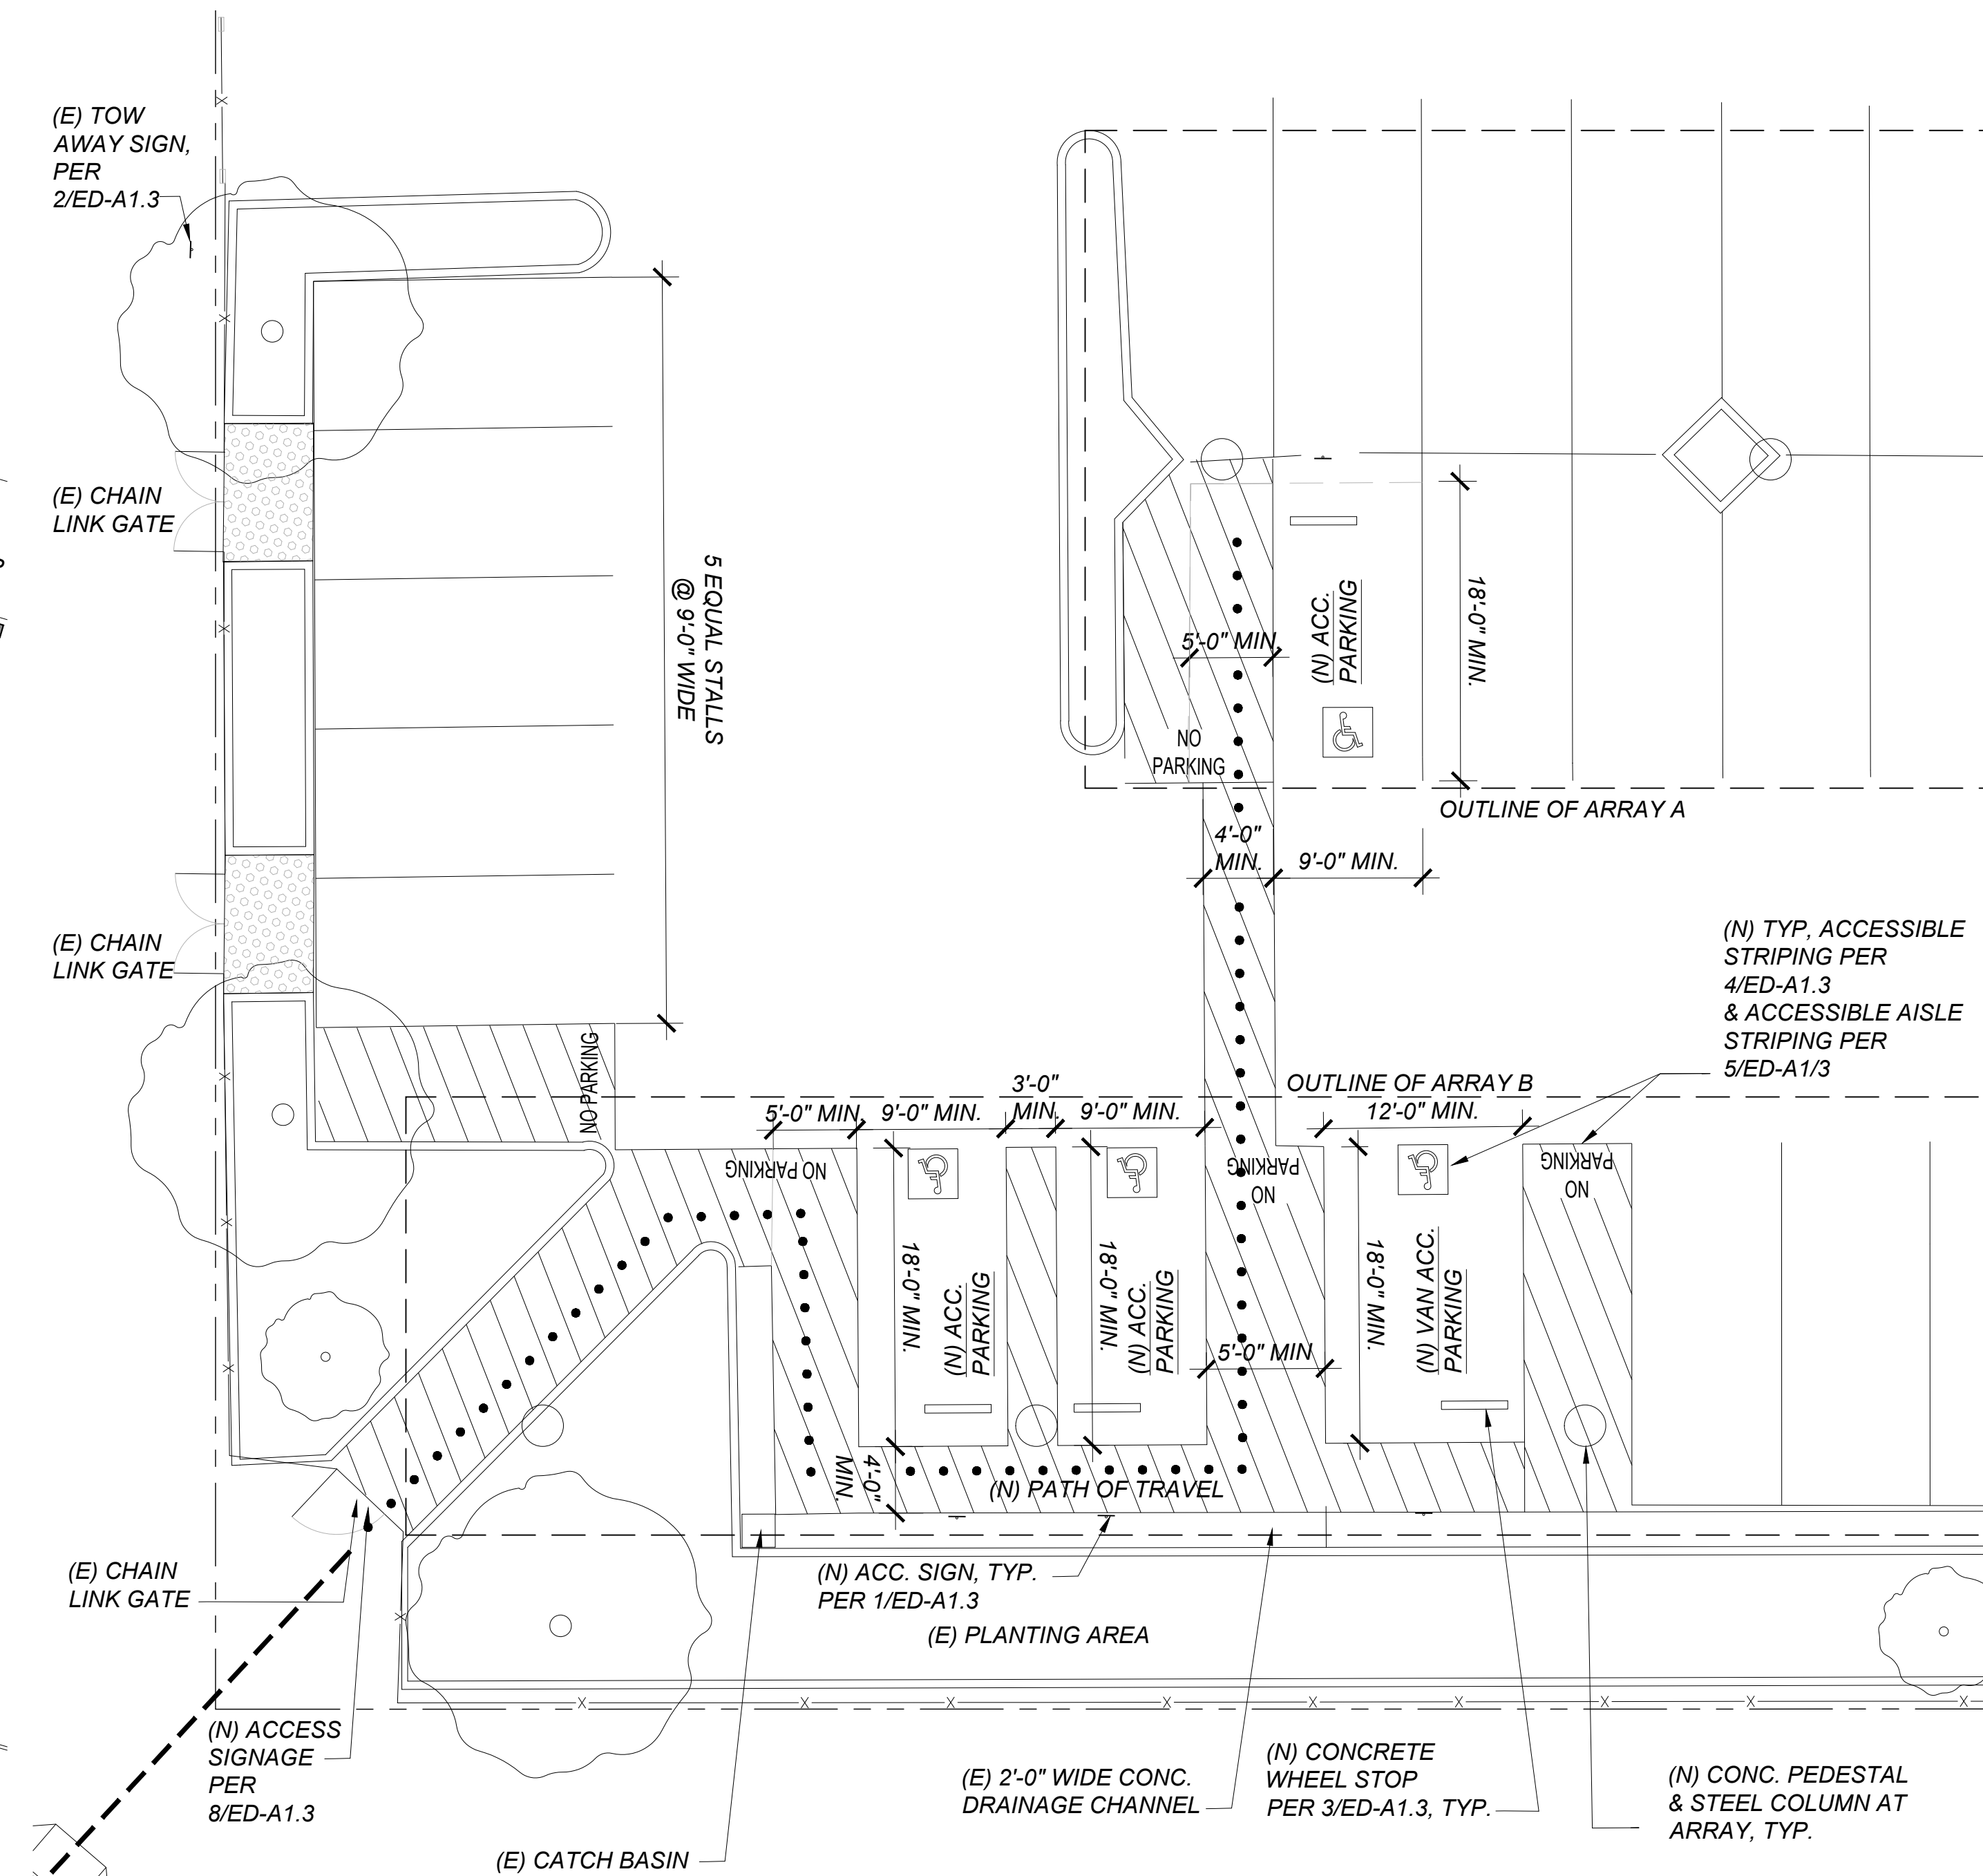 (E) TOW
AWAY SIGN,
PER
2/ED-A1.3
(E) CHAIN
LINK GATE
5 EQUAL STALLS
@ 9'-0" WIDE
5'-0" MIN.
(N) ACC.
PARKING
18'-0" MIN.
NO
PARKING
OUTLINE OF ARRAY A
4'-0"
MIN.
9'-0" MIN.
(E) CHAIN
LINK GATE
(N) TYP, ACCESSIBLE
STRIPING PER
4/ED-A1.3
& ACCESSIBLE AISLE
STRIPING PER
5/ED-A1/3
NO PARKING
OUTLINE OF ARRAY B
5'-0" MIN.
9'-0" MIN.
3'-0"
MIN.
9'-0" MIN.
12'-0" MIN.
NO PARKING
NO
PARKING
NO
PARKING
18'-0" MIN.
(N) ACC.
PARKING
18'-0" MIN.
(N) ACC.
PARKING
5'-0" MIN
18'-0" MIN.
(N) VAN ACC.
PARKING
4'-0"
MIN.
(N) PATH OF TRAVEL
(E) CHAIN
LINK GATE
(N) ACC. SIGN, TYP.
PER 1/ED-A1.3
(E) PLANTING AREA
(N) ACCESS
SIGNAGE
PER
8/ED-A1.3
(E) CATCH BASIN
(E) 2'-0" WIDE CONC.
DRAINAGE CHANNEL
(N) CONCRETE
WHEEL STOP
PER 3/ED-A1.3, TYP.
(N) CONC. PEDESTAL
& STEEL COLUMN AT
ARRAY, TYP.